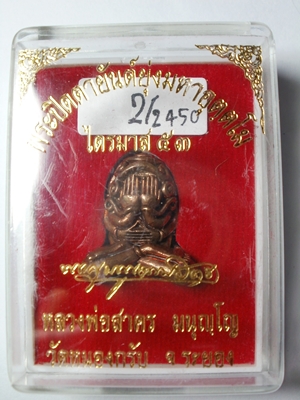 พระปิดตายันต์ยุ่งมหาอุตตโม
2/2450
ไตรมาส ๕๓
หลวงพ่อสาคร มนุญฺโญ
วัดหนองกรับ จ.ระยอง